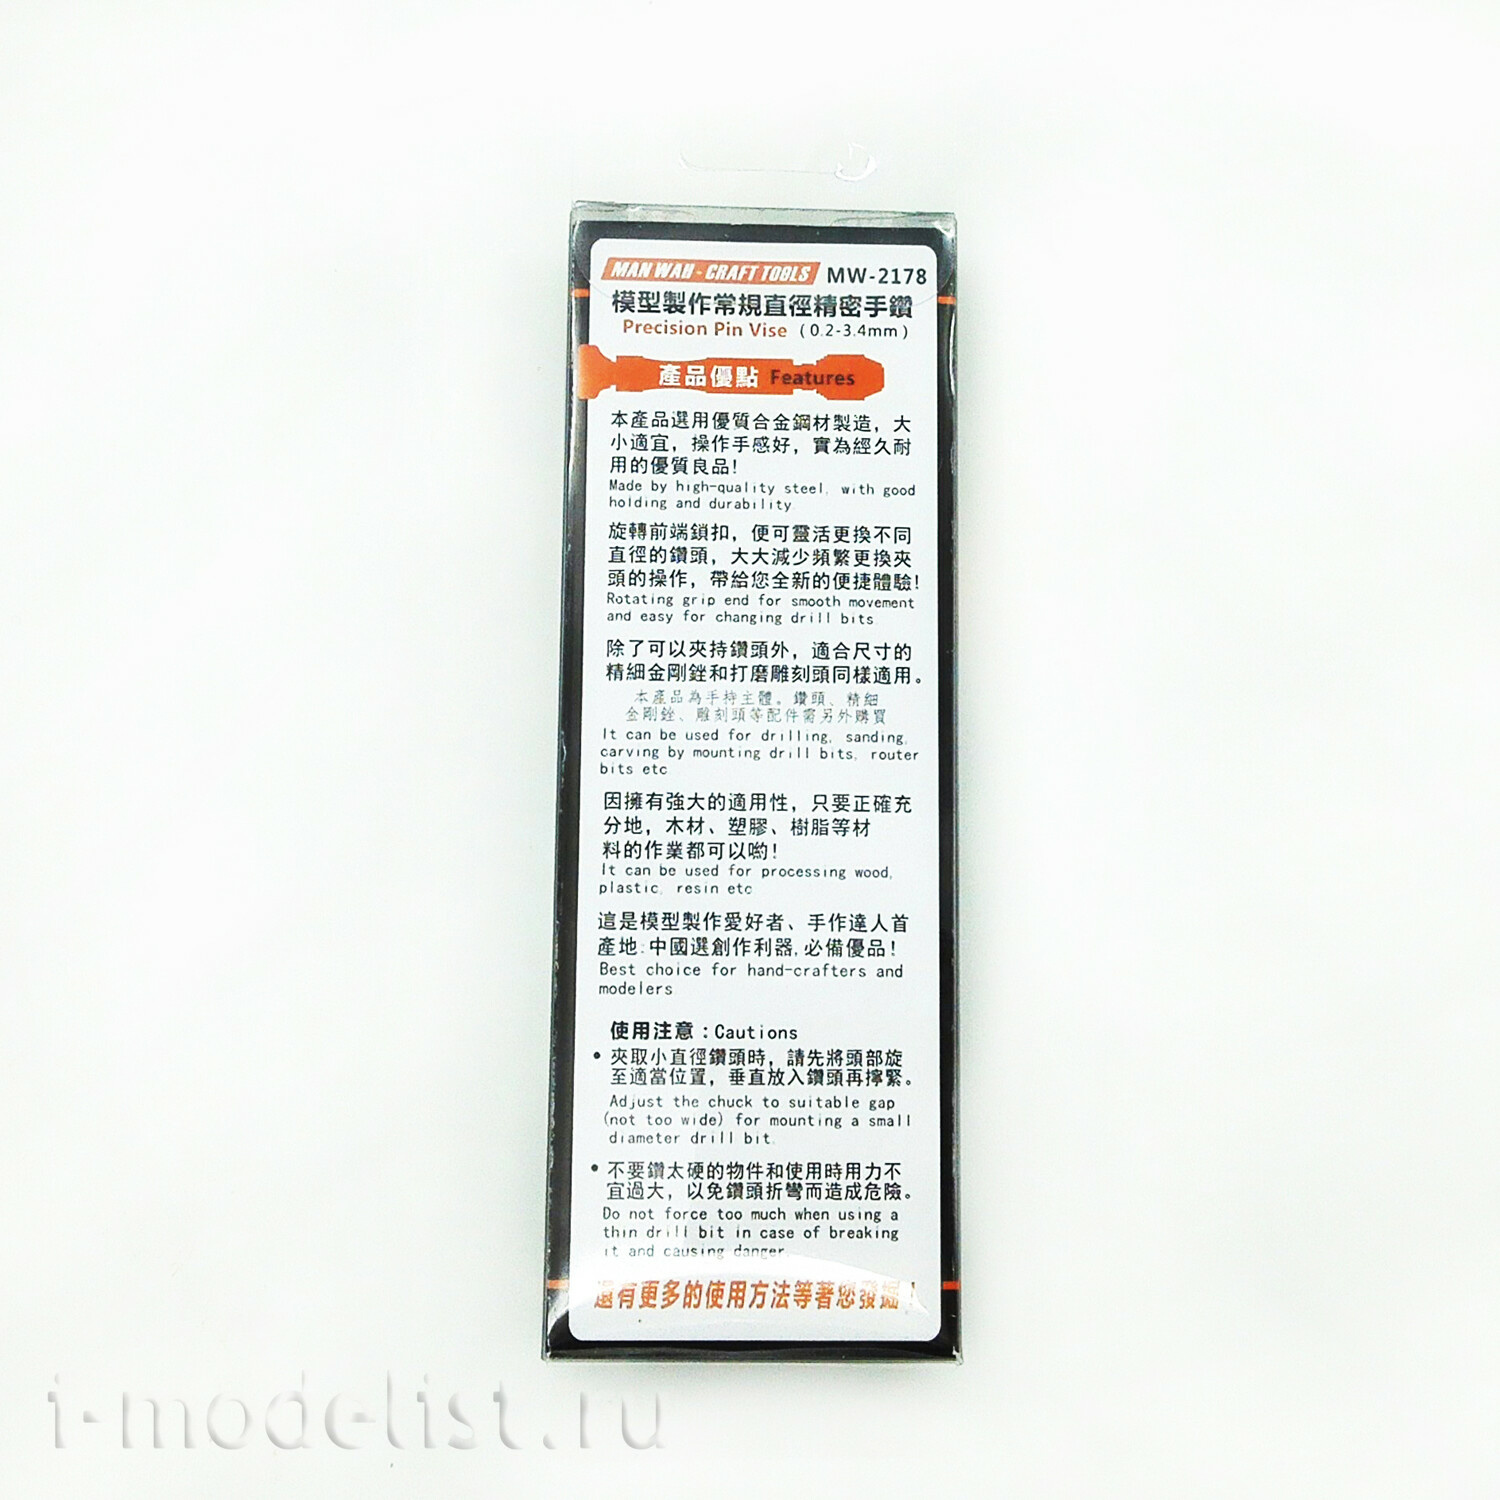 MAN WAH - CRAFT TOOLS MW-2178
模型製作常規直徑精密手鑽
Precision Pin Vise (0.2-3.4mm)
產品優點 Features
本產品選用優質合金鋼材製造，大
小適宜，操作手感好，實為經久耐
用的優質良品!
Made by high-quality steel, with good
holding and durability
旋轉前端鎖扣，便可靈活更換不同
直徑的鑽頭，大大減少頻繁更換夾
頭的操作，帶給您全新的便捷體驗!
Rotating grip end for smooth movement
and easy for changing drill bits
除了可以夾持鑽頭外，適合尺寸的
精細金剛銼和打磨雕刻頭同樣適用。
本產品為手持主體。鑽頭、精細
金剛銼、雕刻頭等配件需另外購買
It can be used for drilling, sanding,
carving by mounting drill bits, router
bits etc
因擁有強大的適用性，只要正確充
分地，木材、塑膠、樹脂等材
料的作業都可以喲!
It can be used for processing wood,
plastic, resin etc
這是模型製作愛好者、手作達人首
產地:中國選創作利器,必備優品!
Best choice for hand-crafters and
modelers
使用注意:Cautions
• 夾取小直徑鑽頭時，請先將頭部旋
至適當位置，垂直放入鑽頭再擰緊。
Adjust the chuck to suitable gap
(not too wide) for mounting a small
diameter drill bit.
• 不要鑽太硬的物件和使用時用力不
宜過大，以免鑽頭折彎而造成危險。
Do not force too much when using a
thin drill bit in case of breaking
it and causing danger.
還有更多的使用方法等著您發掘!
i-modelist.ru